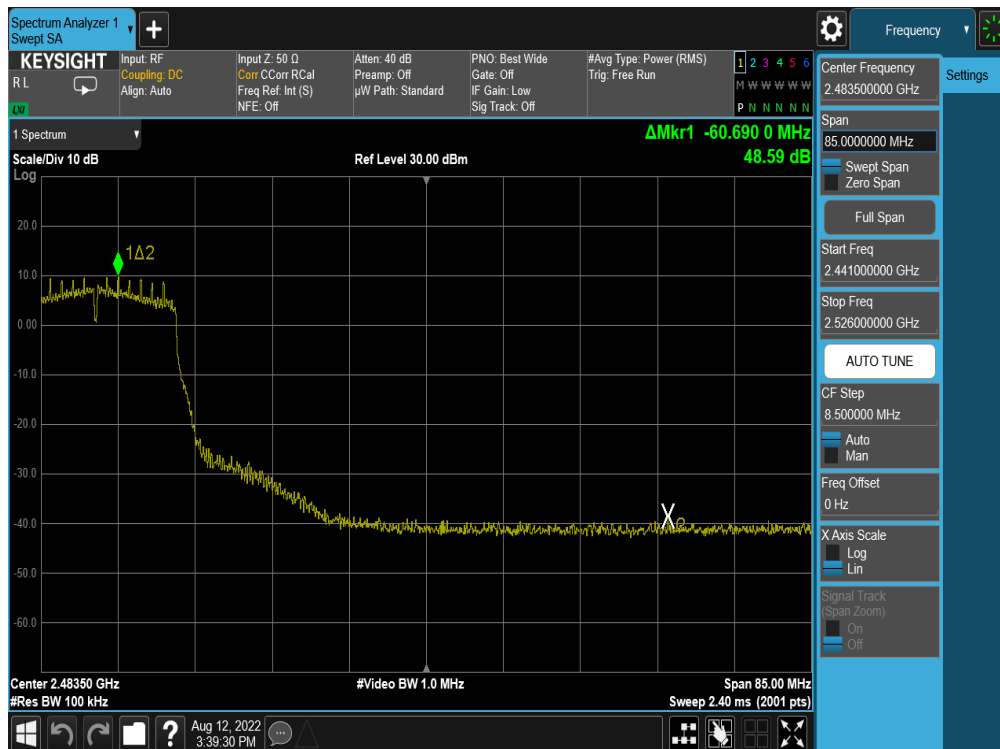 Spectrum Analyzer 1
Swept SA
+
Frequency
KEYSIGHT
R L
LXI
Input: RF
Coupling: DC
Align: Auto
Input Z: 50 Ω
Corr CCorr RCal
Freq Ref: Int (S)
NFE: Off
Atten: 40 dB
Preamp: Off
µW Path: Standard
PNO: Best Wide
Gate: Off
IF Gain: Low
Sig Track: Off
#Avg Type: Power (RMS)
Trig: Free Run
1 2 3 4 5 6
M W W W W W
P N N N N N
1 Spectrum
Scale/Div 10 dB
Log
Ref Level 30.00 dBm
ΔMkr1 -60.690 0 MHz
48.59 dB
20.0
10.0
0.00
-10.0
-20.0
-30.0
-40.0
-50.0
-60.0
1Δ2
X2
Center 2.48350 GHz
#Res BW 100 kHz
#Video BW 1.0 MHz
Span 85.00 MHz
Sweep 2.40 ms (2001 pts)
Center Frequency
2.483500000 GHz
Settings
Span
85.0000000 MHz
Swept Span
Zero Span
Full Span
Start Freq
2.441000000 GHz
Stop Freq
2.526000000 GHz
AUTO TUNE
CF Step
8.500000 MHz
Auto
Man
Freq Offset
0 Hz
X Axis Scale
Log
Lin
Signal Track
(Span Zoom)
On
Off
?
Aug 12, 2022
3:39:30 PM